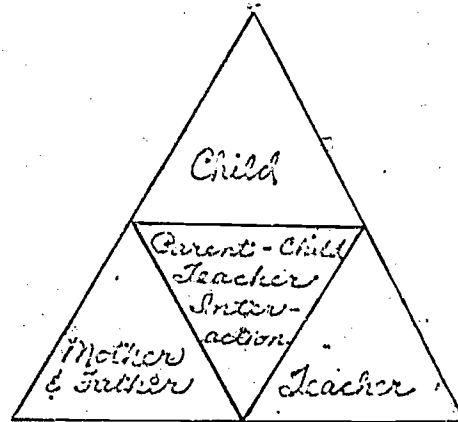 Child
Parent - Child
Teacher
Inter-
action
Mother
& Father
Teacher